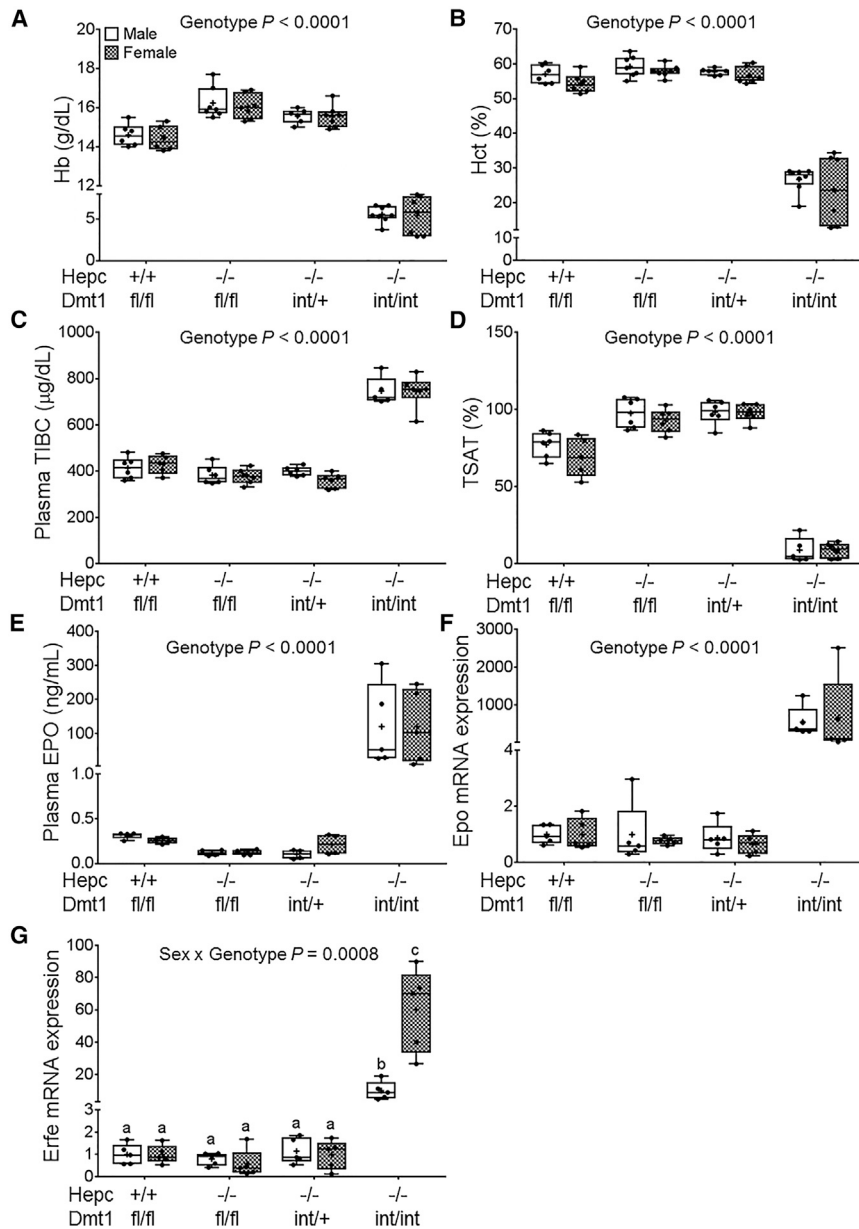 A
Genotype P < 0.0001
Male
Female
Hb (g/dL)
20
18
16
14
12
5
0
Hepc +/+ -/- -/- -/-
Dmt1 fl/fl fl/fl int/+ int/int
B
Genotype P < 0.0001
Hct (%)
70
60
50
40
30
20
10
0
Hepc +/+ -/- -/- -/-
Dmt1 fl/fl fl/fl int/+ int/int
C
Genotype P < 0.0001
Plasma TIBC (µg/dL)
1000
800
600
400
200
0
Hepc +/+ -/- -/- -/-
Dmt1 fl/fl fl/fl int/+ int/int
D
Genotype P < 0.0001
TSAT (%)
150
100
50
0
Hepc +/+ -/- -/- -/-
Dmt1 fl/fl fl/fl int/+ int/int
E
Genotype P < 0.0001
Plasma EPO (ng/mL)
400
300
200
100
1.0
0.5
0.0
Hepc +/+ -/- -/- -/-
Dmt1 fl/fl fl/fl int/+ int/int
F
Genotype P < 0.0001
Epo mRNA expression
3000
2000
1000
4
2
0
Hepc +/+ -/- -/- -/-
Dmt1 fl/fl fl/fl int/+ int/int
G
Sex x Genotype P = 0.0008
Erfe mRNA expression
100
80
60
40
20
3
2
1
0
a a a a a a b c
Hepc +/+ -/- -/- -/-
Dmt1 fl/fl fl/fl int/+ int/int